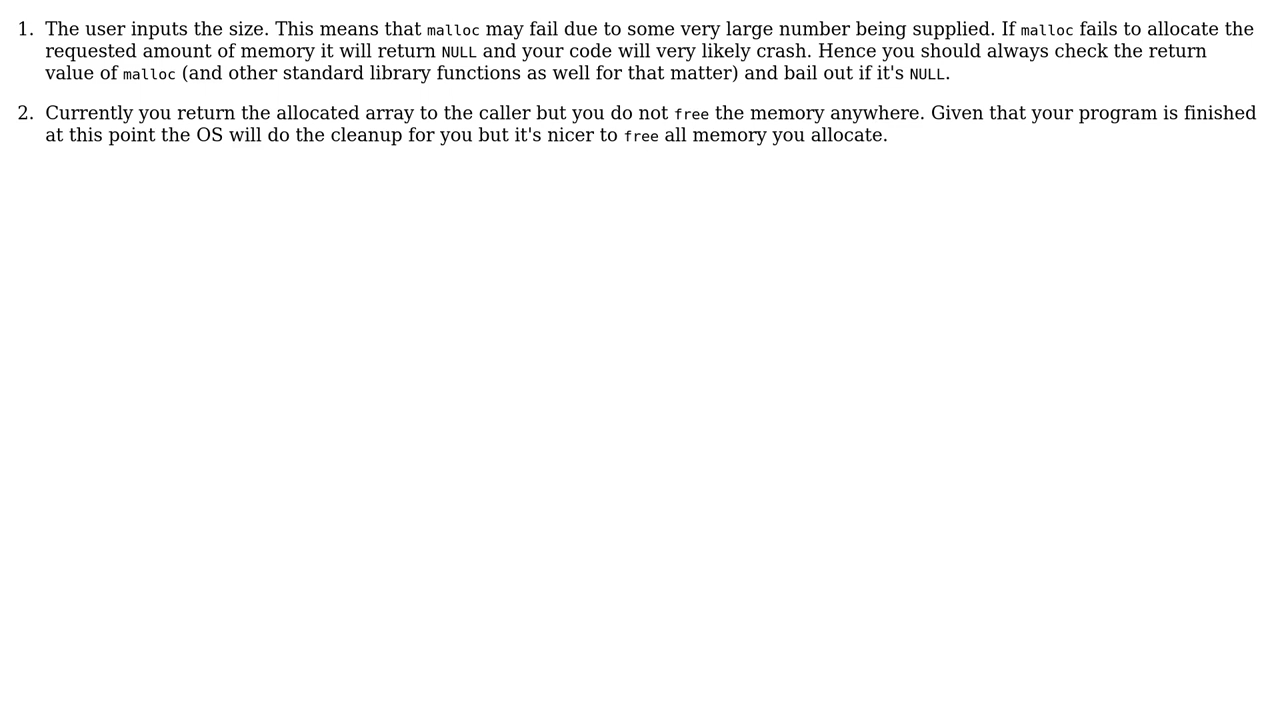 1. The user inputs the size. This means that malloc may fail due to some very large number being supplied. If malloc fails to allocate the
requested amount of memory it will return NULL and your code will very likely crash. Hence you should always check the return
value of malloc (and other standard library functions as well for that matter) and bail out if it's NULL.
2. Currently you return the allocated array to the caller but you do not free the memory anywhere. Given that your program is finished
at this point the OS will do the cleanup for you but it's nicer to free all memory you allocate.